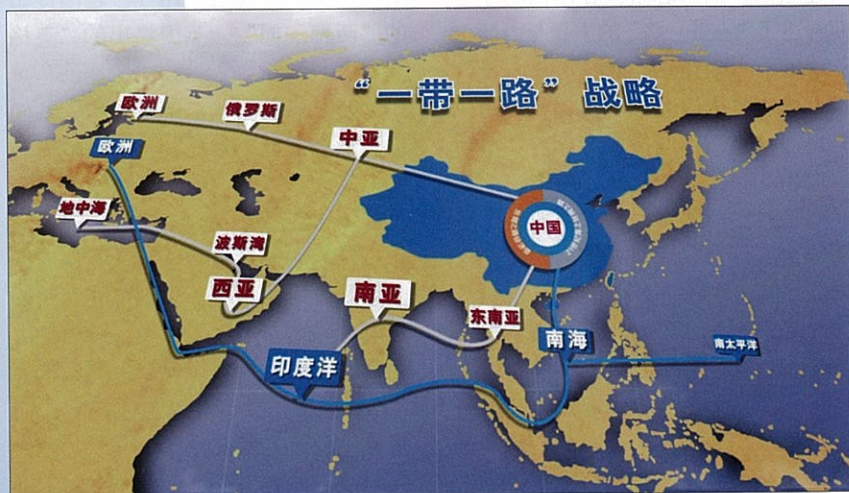 “一带一路”战略
欧洲
俄罗斯
中亚
欧洲
地中海
波斯湾
西亚
南亚
东南亚
中国
印度洋
南海
南太平洋